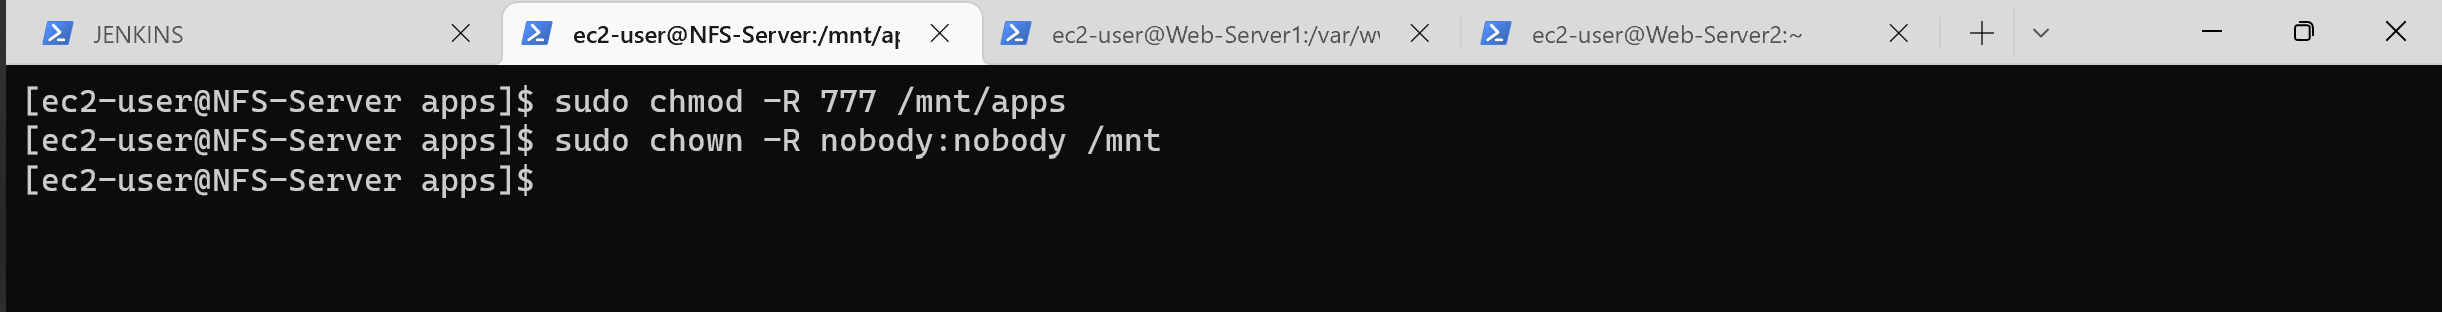 JENKINS
ec2-user@NFS-Server:/mnt/ap
ec2-user@Web-Server1:/var/w
ec2-user@Web-Server2:~
[ec2-user@NFS-Server apps]$ sudo chmod -R 777 /mnt/apps
[ec2-user@NFS-Server apps]$ sudo chown -R nobody:nobody /mnt
[ec2-user@NFS-Server apps]$